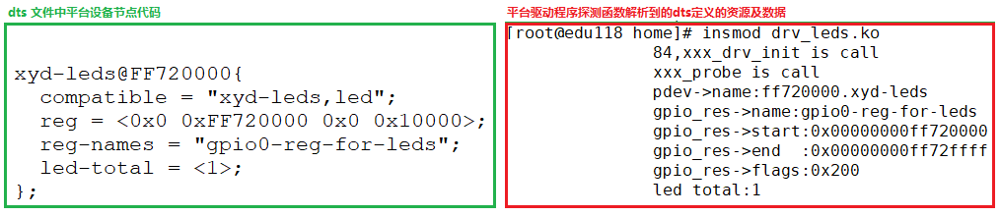 dts 文件中平台设备节点代码
xyd-leds@FF720000{
compatible = "xyd-leds,led";
reg = <0x0 0xFF720000 0x0 0x10000>;
reg-names = "gpio0-reg-for-leds";
led-total = <1>;
};
平台驱动程序探测函数解析到的dts定义的资源及数据
[root@edu118 home]# insmod drv_leds.ko
84,xxx_drv_init is call
xxx_probe is call
pdev->name:ff720000.xyd-leds
gpio_res->name:gpio0-reg-for-leds
gpio_res->start:0x00000000ff720000
gpio_res->end  :0x00000000ff72ffff
gpio_res->flags:0x200
led total:1